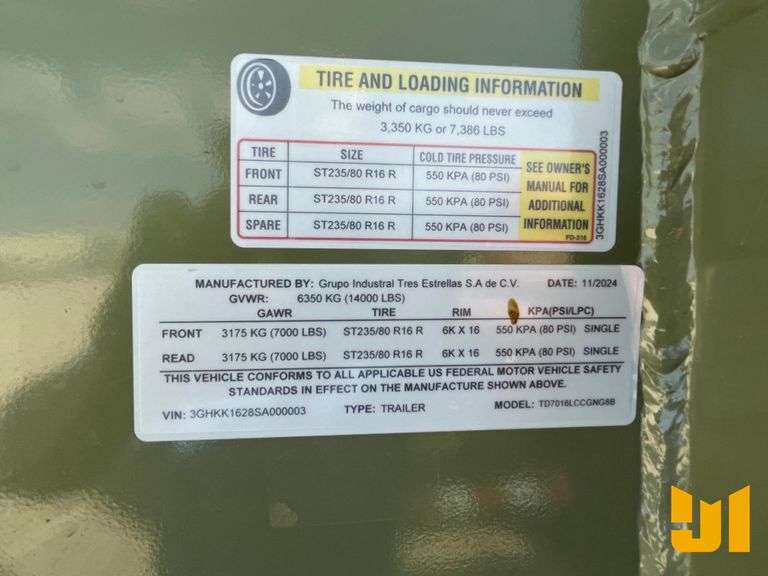 TIRE AND LOADING INFORMATION
The weight of cargo should never exceed
3,350 KG or 7,386 LBS
TIRE SIZE COLD TIRE PRESSURE
FRONT ST235/80 R16 R 550 KPA (80 PSI)
REAR ST235/80 R16 R 550 KPA (80 PSI)
SPARE ST235/80 R16 R 550 KPA (80 PSI)
SEE OWNER'S
MANUAL FOR
ADDITIONAL
INFORMATION
3GHKK1628SA000003
MANUFACTURED BY: Grupo Industral Tres Estrellas S.A de C.V. DATE: 11/2024
GVWR: 6350 KG (14000 LBS)
GAWR TIRE RIM KPA(PSI/LPC)
FRONT 3175 KG (7000 LBS) ST235/80 R16 R 6K X 16 550 KPA (80 PSI) SINGLE
READ 3175 KG (7000 LBS) ST235/80 R16 R 6K X 16 550 KPA (80 PSI) SINGLE
THIS VEHICLE CONFORMS TO ALL APPLICABLE US FEDERAL MOTOR VEHICLE SAFETY
STANDARDS IN EFFECT ON THE MANUFACTURE SHOWN ABOVE.
VIN: 3GHKK1628SA000003 TYPE: TRAILER MODEL: TD7016LCCGNG8B